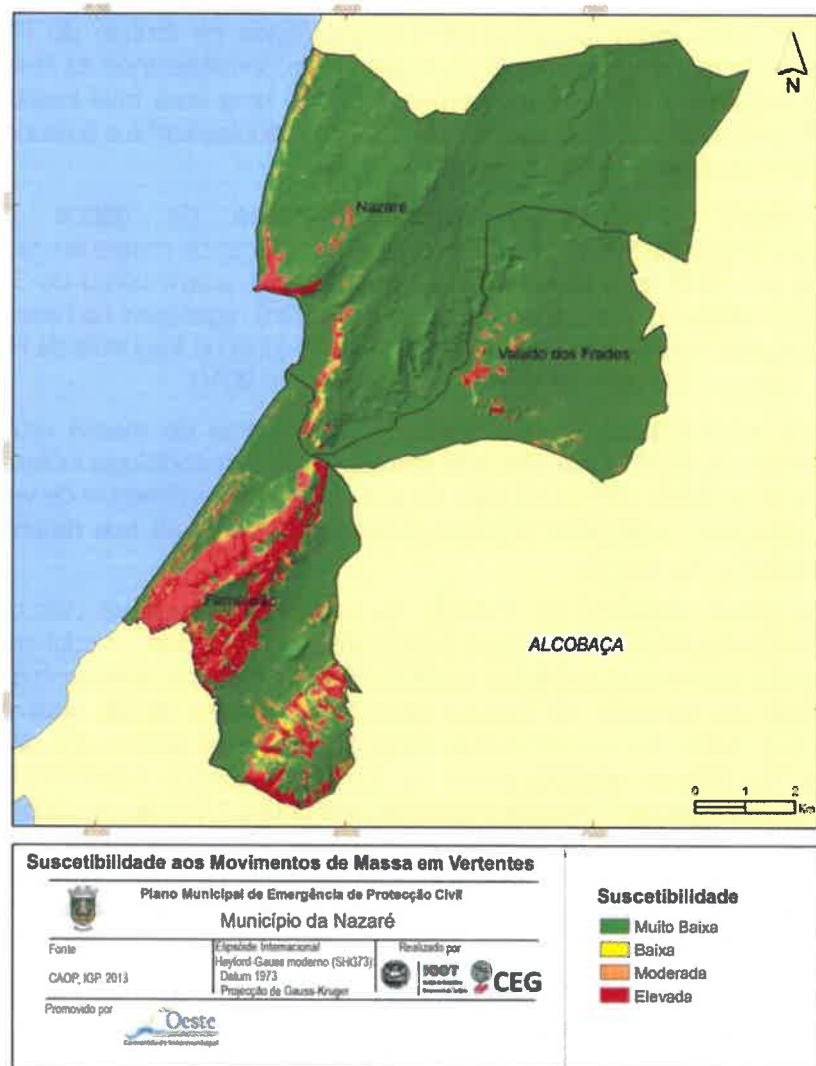 N
Nazaré
Valado dos Frades
Famalicão
ALCOBAÇA
0 1 2
Km
Suscetibilidade aos Movimentos de Massa em Vertentes
Plano Municipal de Emergência de Protecção Civil
Município da Nazaré
Fonte
CAOP, IGP 2013
Elipsóide Internacional
Hayford-Gauss moderno (SHG73)
Datum 1973
Projecção de Gauss-Kruger
Realizado por
IGOT
CEG
Promovido por
Oeste
Comunidade Intermunicipal
Suscetibilidade
Muito Baixa
Baixa
Moderada
Elevada